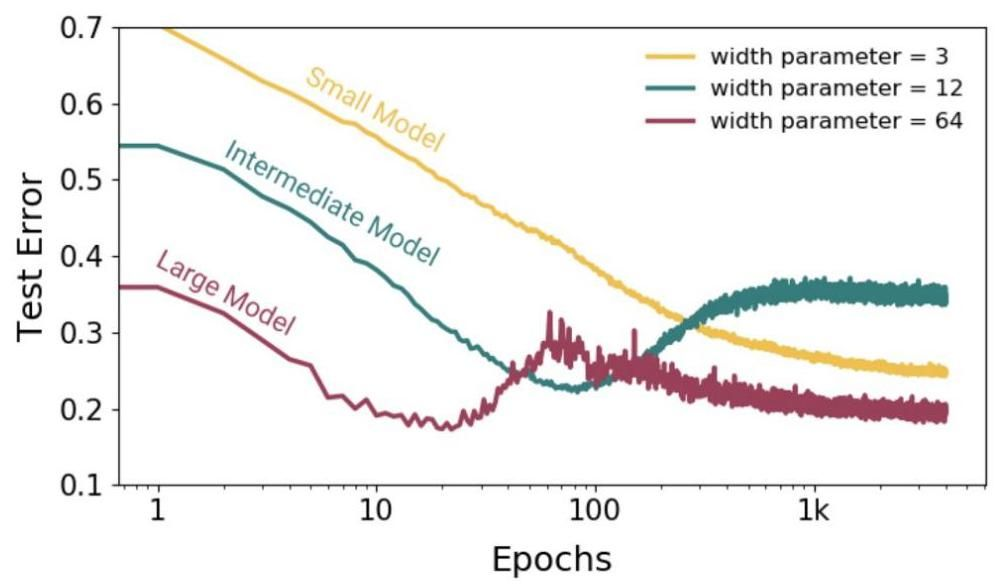 0.7
0.6
0.5
0.4
0.3
0.2
0.1
Test Error
Small Model
Intermediate Model
Large Model
width parameter = 3
width parameter = 12
width parameter = 64
1
10
100
1k
Epochs